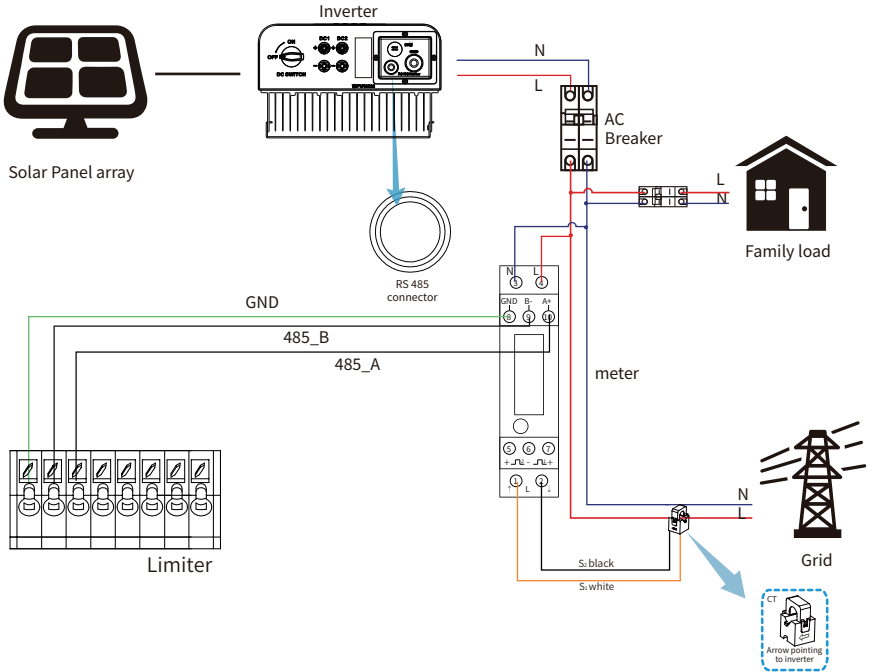 Inverter
ON
OFF
DC1 DC2
DC SWITCH
N
L
AC
Breaker
Solar Panel array
L
N
Family load
RS 485
connector
N L
3 4
GND B- A+
8 9 10
GND
485_B
485_A
meter
5 6 7
+ - +
1 2
↑ L ↓
N
L
Grid
Limiter
S₂ black
S₁ white
CT
Arrow pointing
to inverter